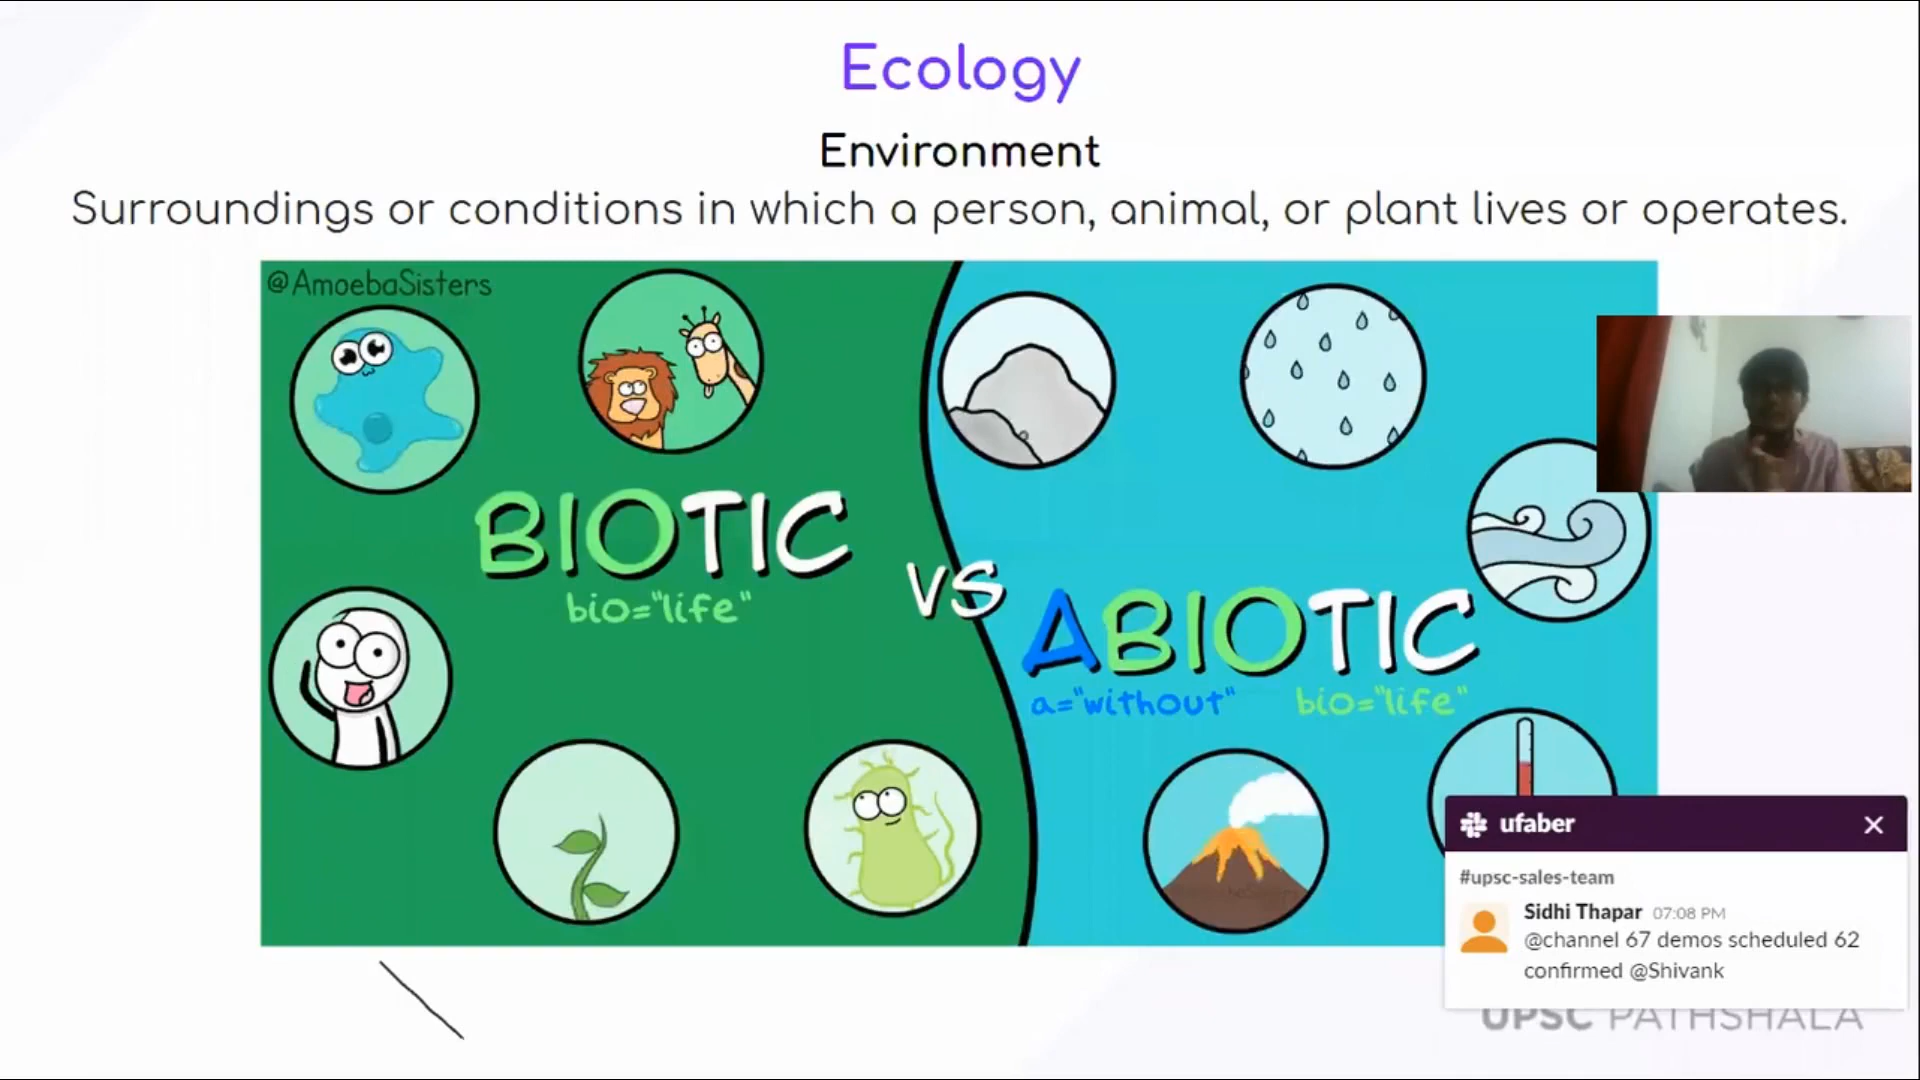 Ecology
Environment
Surroundings or conditions in which a person, animal, or plant lives or operates.
@AmoebaSisters
BIOTIC
bio="life"
VS
ABIOTIC
a="without" bio="life"
ufaber
#upsc-sales-team
Sidhi Thapar 07:08 PM
@channel 67 demos scheduled 62
confirmed @Shivank
UPSC PATHSHALA